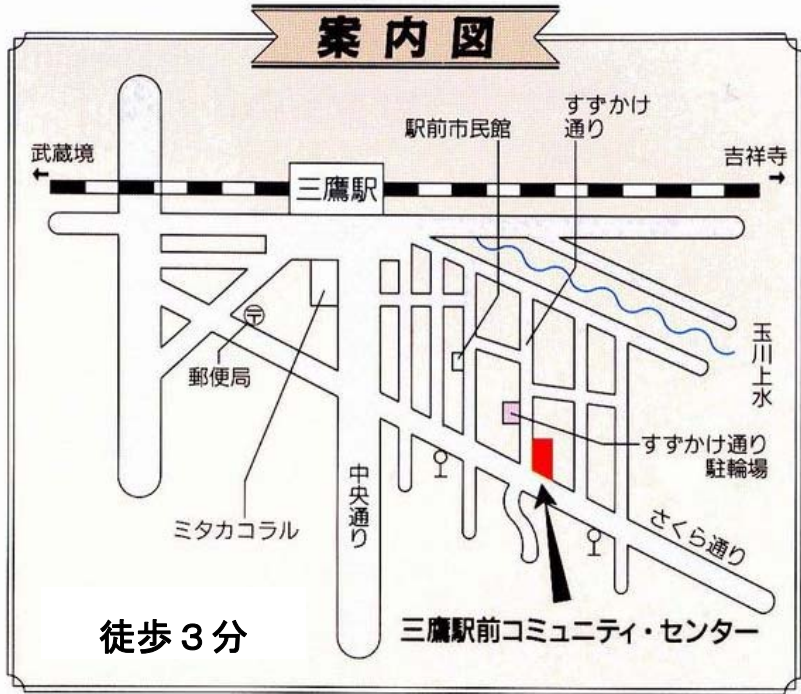 案内図
すずかけ
通り
駅前市民館
武蔵境
←
吉祥寺
→
三鷹駅
玉川上水
〒
郵便局
すずかけ通り
駐輪場
中央通り
ミタカコラル
さくら通り
徒歩３分
三鷹駅前コミュニティ・センター